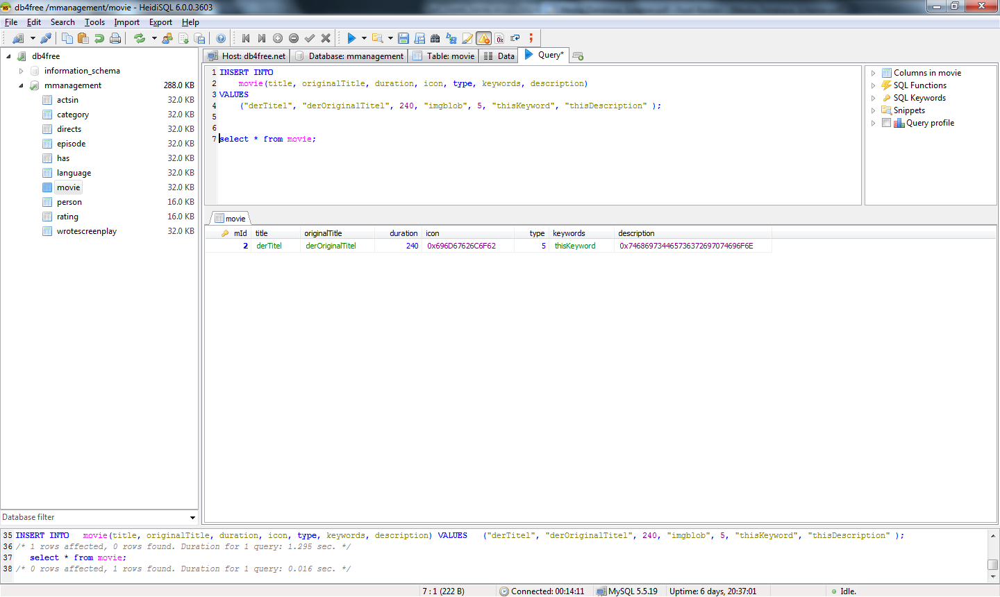 db4free /mmanagement/movie - HeidiSQL 6.0.0.3603
File Edit Search Tools Import Export Help
db4free
information_schema
mmanagement 288.0 KB
actsin 32.0 KB
category 32.0 KB
directs 32.0 KB
episode 32.0 KB
has 32.0 KB
language 32.0 KB
movie 32.0 KB
person 16.0 KB
rating 16.0 KB
wrotescreenplay 32.0 KB
Database filter
Host: db4free.net Database: mmanagement Table: movie Data Query*
1 INSERT INTO
2 movie(title, originalTitle, duration, icon, type, keywords, description)
3 VALUES
4 ("derTitel", "derOriginalTitel", 240, "imgblob", 5, "thisKeyword", "thisDescription" );
5
6
7 select * from movie;
Columns in movie
SQL Functions
SQL Keywords
Snippets
Query profile
movie
mId title originalTitle duration icon type keywords description
2 derTitel derOriginalTitel 240 0x696D67626C6F62 5 thisKeyword 0x746869734465736372697074696F6E
35 INSERT INTO movie(title, originalTitle, duration, icon, type, keywords, description) VALUES ("derTitel", "derOriginalTitel", 240, "imgblob", 5, "thisKeyword", "thisDescription" );
36 /* 1 rows affected, 0 rows found. Duration for 1 query: 1.295 sec. */
37 select * from movie;
38 /* 0 rows affected, 1 rows found. Duration for 1 query: 0.016 sec. */
7 : 1 (222 B) Connected: 00:14:11 MySQL 5.5.19 Uptime: 6 days, 20:37:01 Idle.